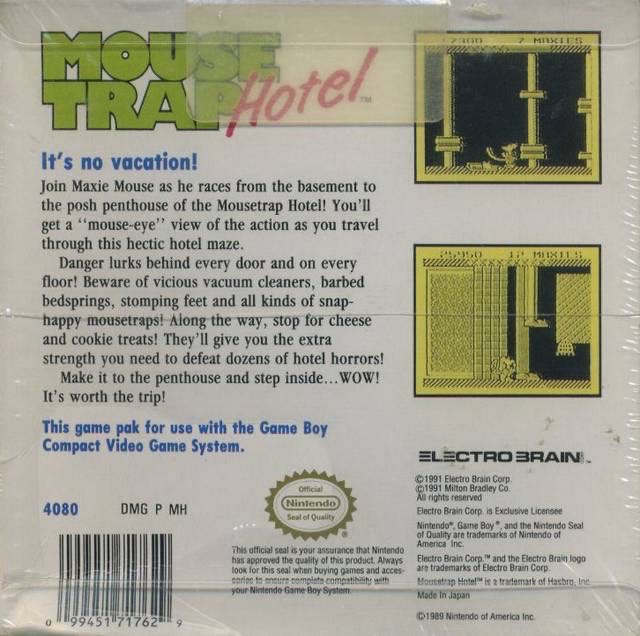 MOUSE
TRAP Hotel™
It's no vacation!
Join Maxie Mouse as he races from the basement to
the posh penthouse of the Mousetrap Hotel! You'll
get a ''mouse-eye'' view of the action as you travel
through this hectic hotel maze.
Danger lurks behind every door and on every
floor! Beware of vicious vacuum cleaners, barbed
bedsprings, stomping feet and all kinds of snap-
happy mousetraps! Along the way, stop for cheese
and cookie treats! They'll give you the extra
strength you need to defeat dozens of hotel horrors!
Make it to the penthouse and step inside...WOW!
It's worth the trip!
This game pak for use with the Game Boy
Compact Video Game System.
4080 DMG P MH
0 99451 71762 9
Official
Nintendo
Seal of Quality
This official seal is your assurance that Nintendo
has approved the quality of this product. Always
look for this seal when buying games and acces-
sories to ensure complete compatibility with
your Nintendo Game Boy System.
7300 7 MAXIES
25950 12 MAXIES
ELECTRO BRAIN
©1991 Electro Brain Corp.
©1991 Milton Bradley Co.
All rights reserved
Electro Brain Corp. is Exclusive Licensee
Nintendo®, Game Boy®, and the Nintendo Seal
of Quality are trademarks of Nintendo of
America Inc.
Electro Brain Corp.™ and the Electro Brain logo
are trademarks of Electro Brain Corp.
Mousetrap Hotel™ is a trademark of Hasbro, Inc.
Made In Japan
©1989 Nintendo of America Inc.